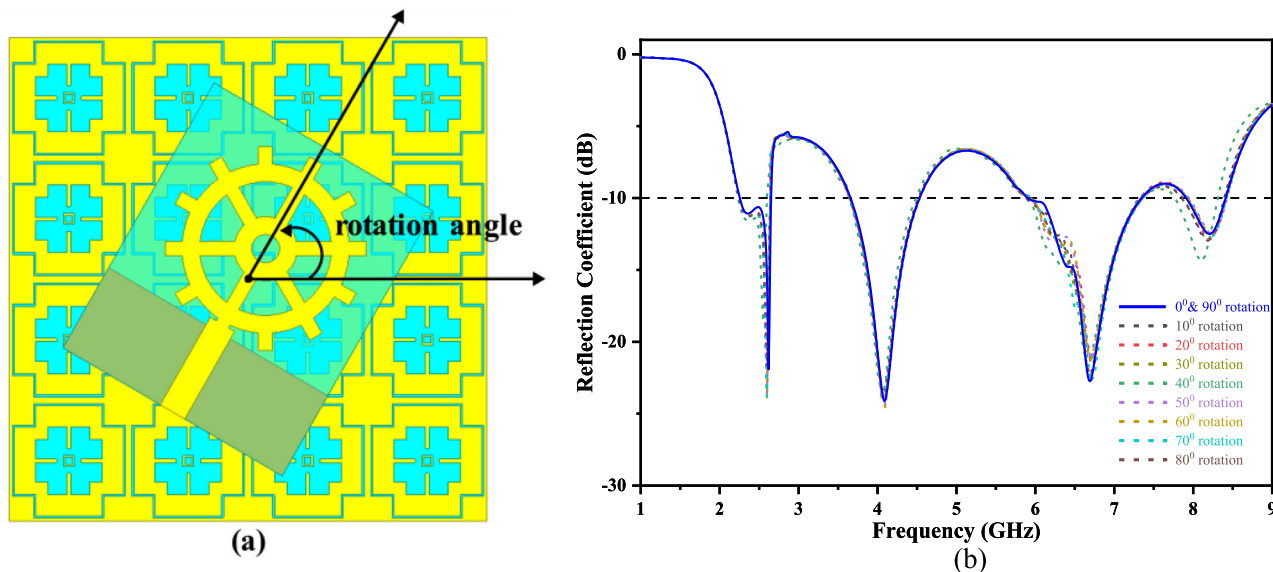 rotation angle
(a)
Reflection Coefficient (dB)
0
-10
-20
-30
1 2 3 4 5 6 7 8 9
Frequency (GHz)
0⁰& 90⁰ rotation
10⁰ rotation
20⁰ rotation
30⁰ rotation
40⁰ rotation
50⁰ rotation
60⁰ rotation
70⁰ rotation
80⁰ rotation
(b)